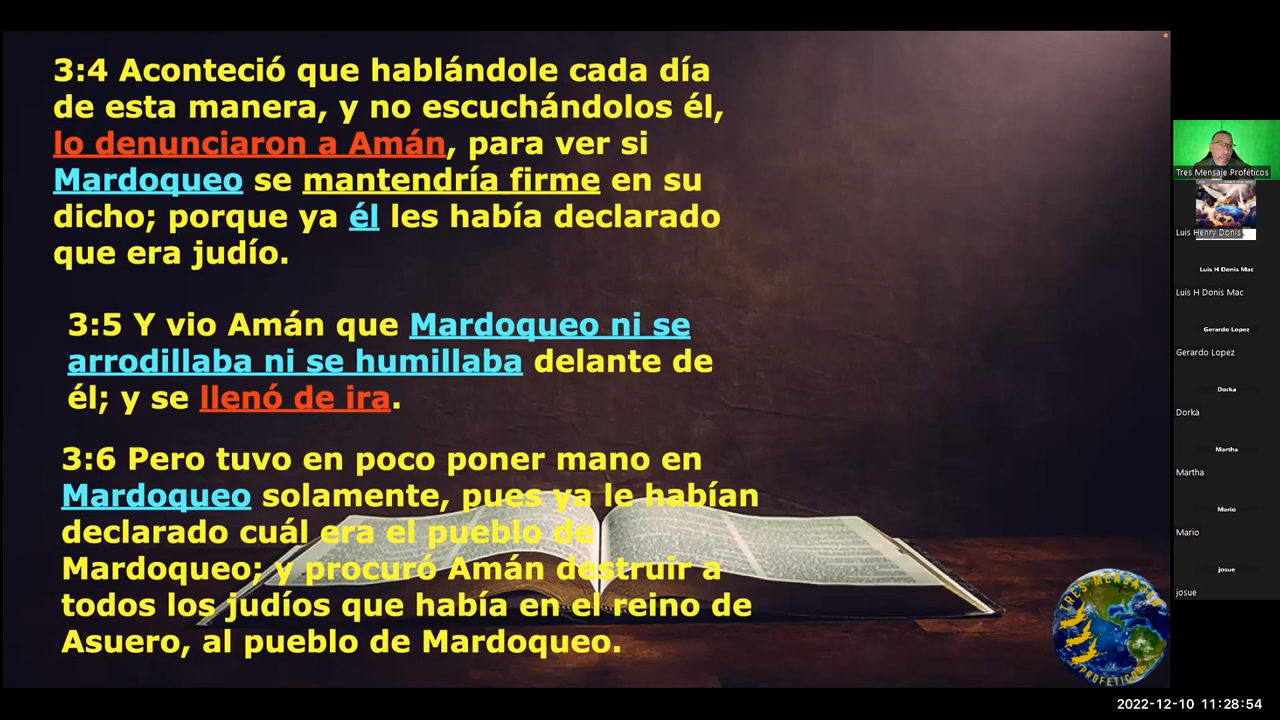 3:4 Aconteció que hablándole cada día
de esta manera, y no escuchándolos él,
lo denunciaron a Amán, para ver si
Mardoqueo se mantendría firme en su
dicho; porque ya él les había declarado
que era judío.
3:5 Y vio Amán que Mardoqueo ni se
arrodillaba ni se humillaba delante de
él; y se llenó de ira.
3:6 Pero tuvo en poco poner mano en
Mardoqueo solamente, pues ya le habían
declarado cuál era el pueblo de
Mardoqueo; y procuró Amán destruir a
todos los judíos que había en el reino de
Asuero, al pueblo de Mardoqueo.
TRES MENSAJ
PROFETICOS
Tres Mensaje Proféticos
Luis Henry Donis
Luis H Donis Mac
Luis H Donis Mac
Gerardo Lopez
Gerardo Lopez
Dorka
Dorka
Martha
Martha
Mario
Mario
josue
josue
2022-12-10 11:28:54